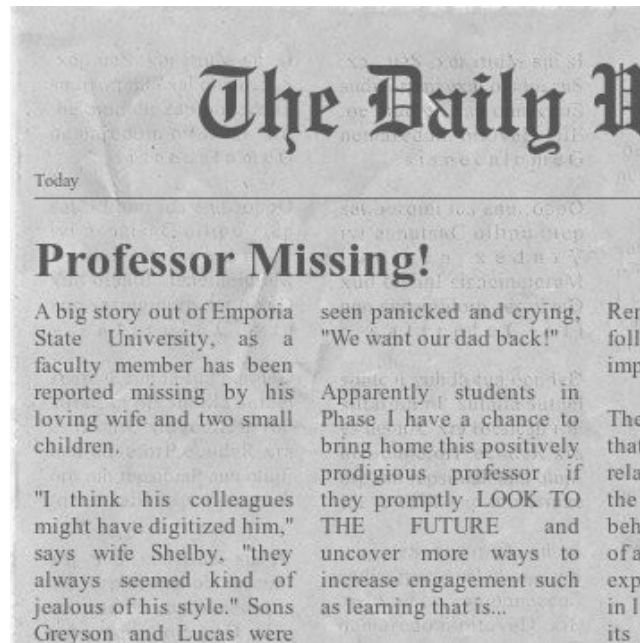 The Daily
Today
Professor Missing!
A big story out of Emporia
State University, as a
faculty member has been
reported missing by his
loving wife and two small
children.
"I think his colleagues
might have digitized him,"
says wife Shelby, "they
always seemed kind of
jealous of his style." Sons
Greyson and Lucas were
seen panicked and crying,
"We want our dad back!"
Apparently students in
Phase I have a chance to
bring home this positively
prodigious professor if
they promptly LOOK TO
THE FUTURE and
uncover more ways to
increase engagement such
as learning that is...